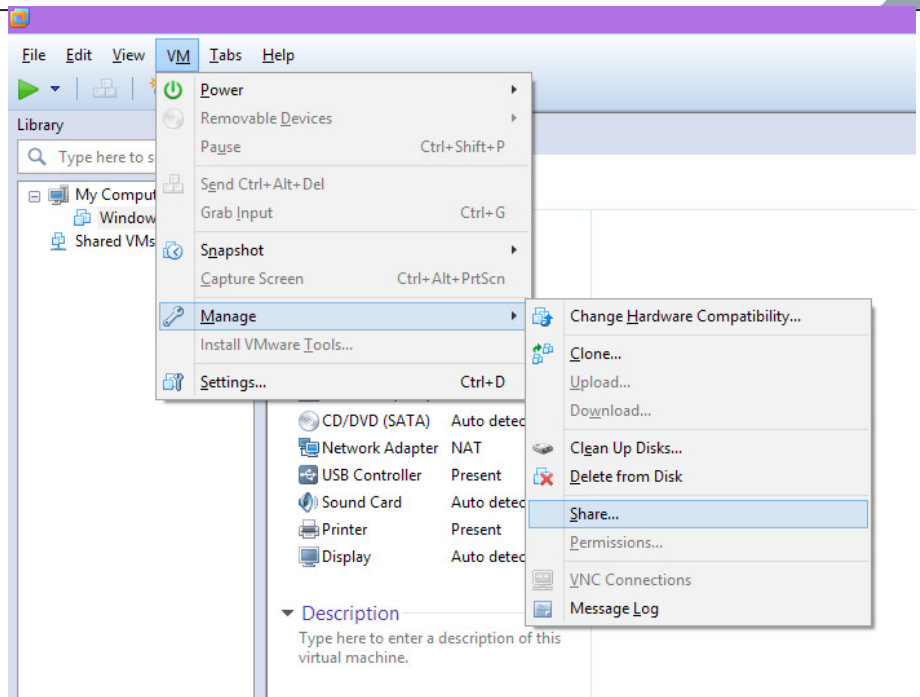 File Edit View VM Tabs Help
Power
Library
Removable Devices
Pause Ctrl+Shift+P
Type here to s
Send Ctrl+Alt+Del
My Comput
Window
Grab Input Ctrl+G
Shared VMs
Snapshot
Capture Screen Ctrl+Alt+PrtScn
Manage
Install VMware Tools...
Settings... Ctrl+D
Change Hardware Compatibility...
Clone...
Upload...
Download...
Clean Up Disks...
Delete from Disk
Share...
Permissions...
VNC Connections
Message Log
CD/DVD (SATA) Auto detec
Network Adapter NAT
USB Controller Present
Sound Card Auto detec
Printer Present
Display Auto detec
Description
Type here to enter a description of this
virtual machine.